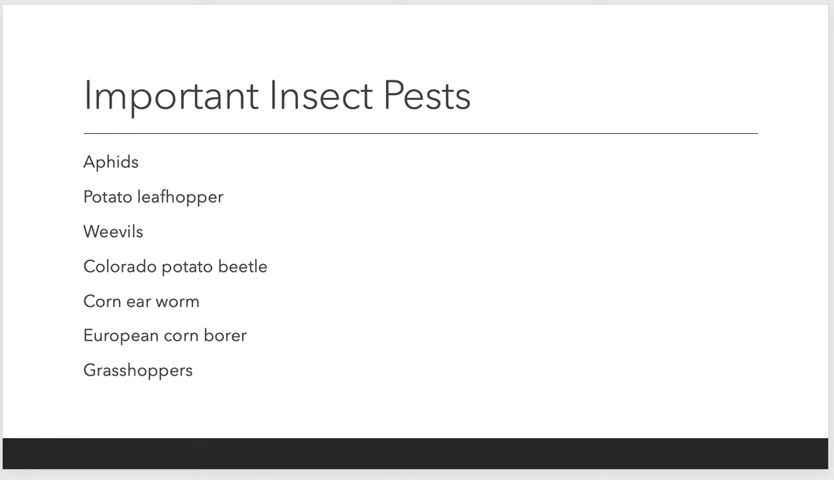 Important Insect Pests
Aphids
Potato leafhopper
Weevils
Colorado potato beetle
Corn ear worm
European corn borer
Grasshoppers